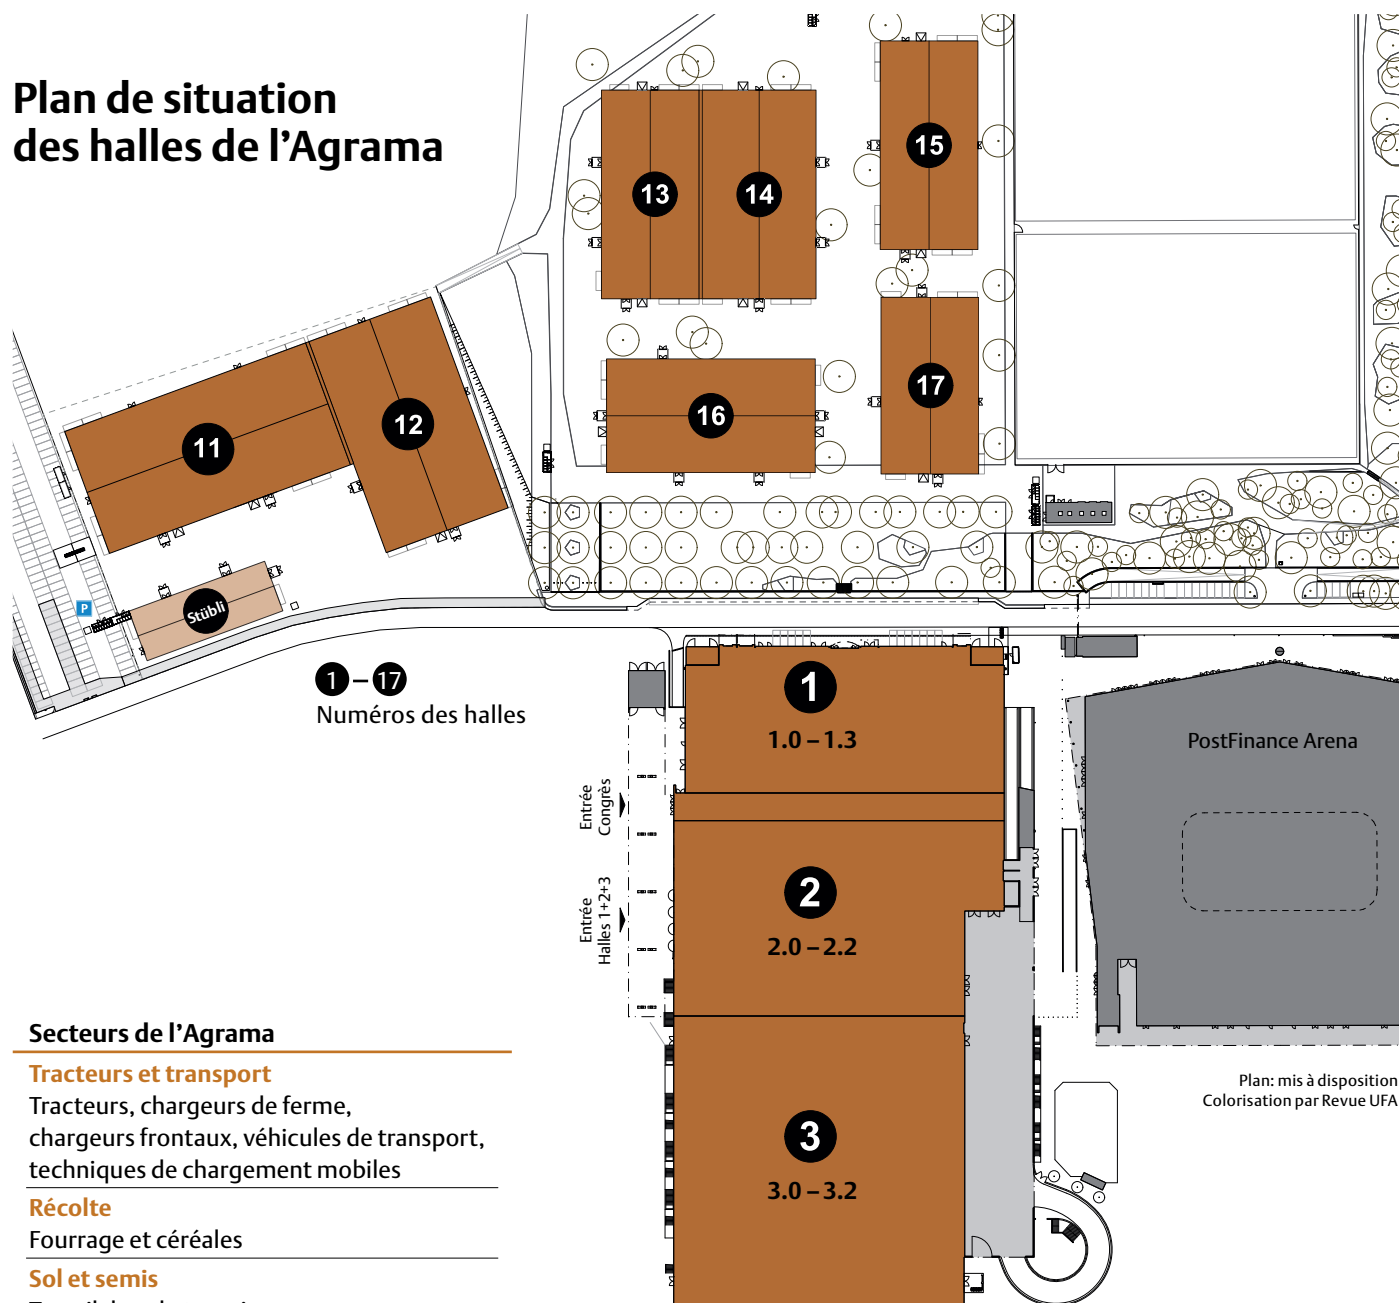 Plan de situation
des halles de l'Agrama
13
14
15
16
17
11
12
Stübli
P
1 – 17
Numéros des halles
1
1.0 – 1.3
PostFinance Arena
Entrée
Congrès
2
2.0 – 2.2
Entrée
Halles 1+2+3
3
3.0 – 3.2
Plan: mis à disposition
Colorisation par Revue UFA
Secteurs de l'Agrama
Tracteurs et transport
Tracteurs, chargeurs de ferme,
chargeurs frontaux, véhicules de transport,
techniques de chargement mobiles
Récolte
Fourrage et céréales
Sol et semis